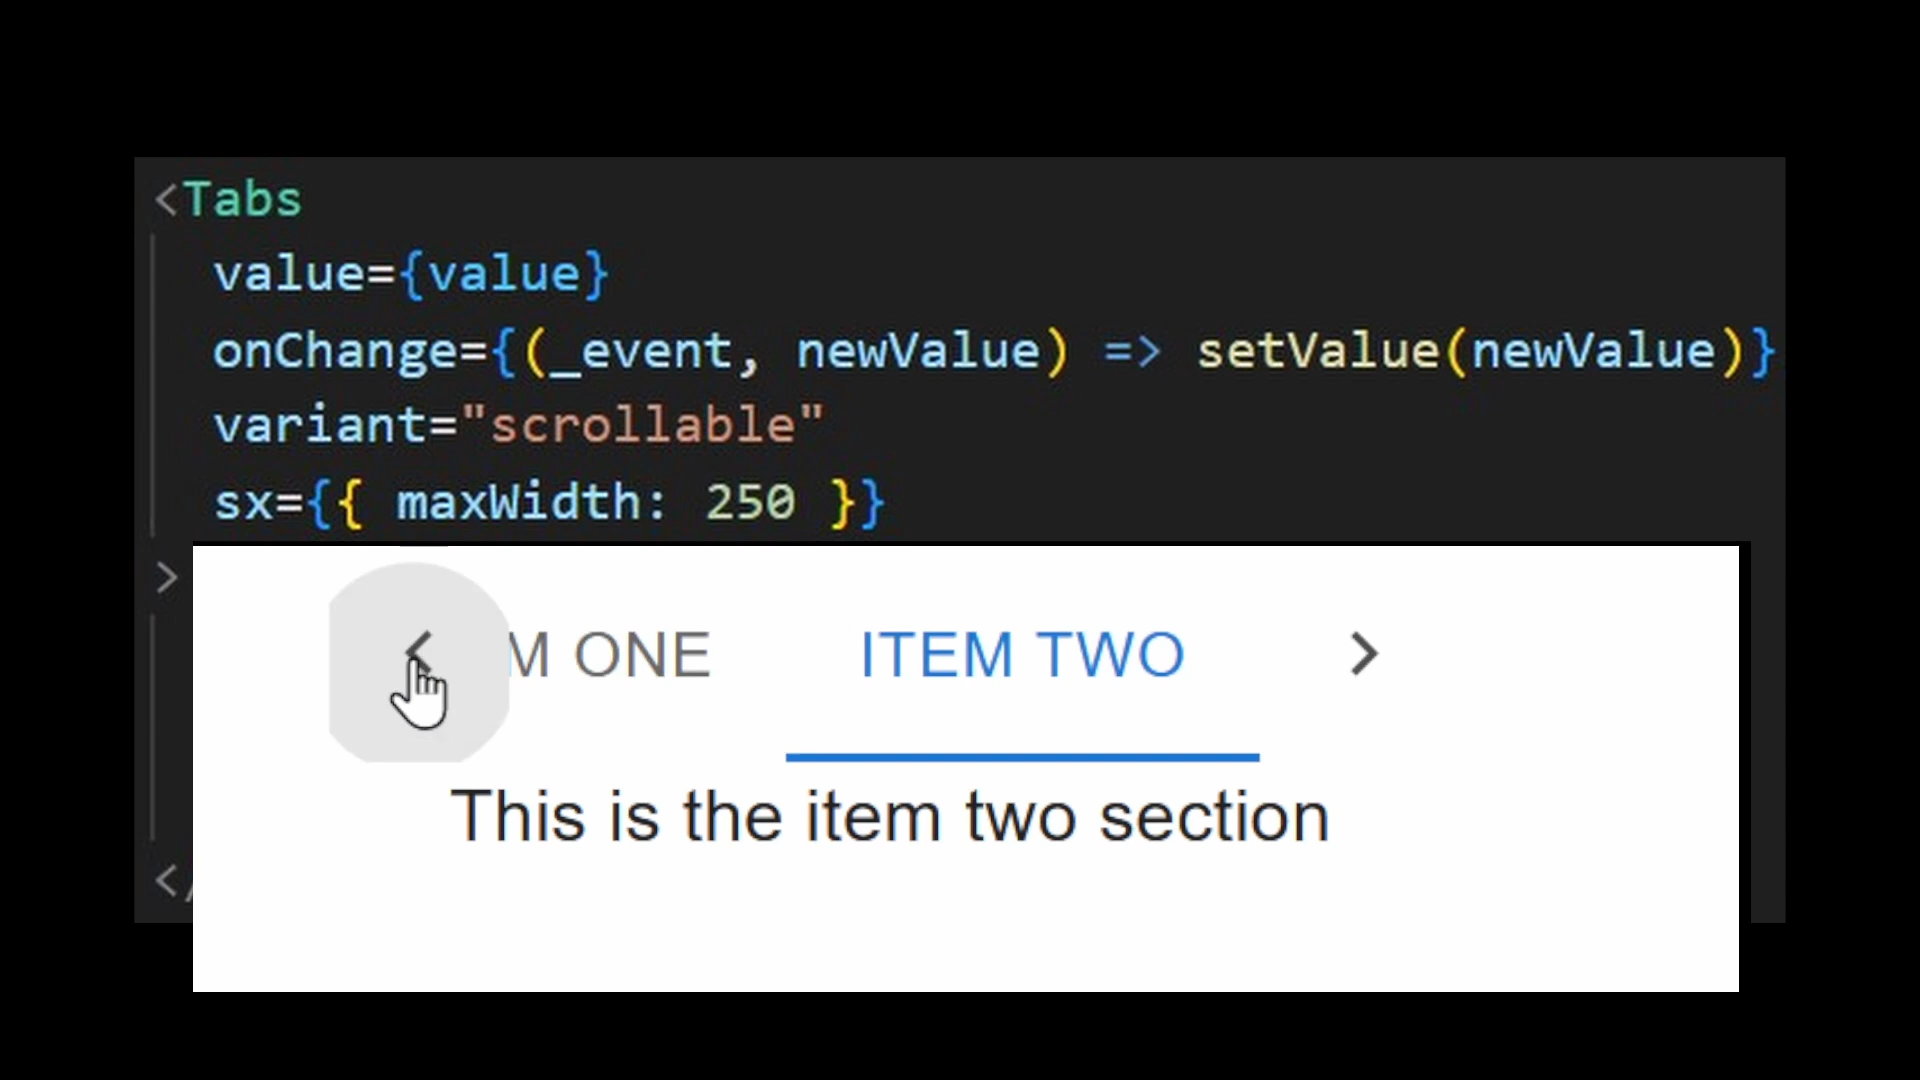 <Tabs
value={value}
onChange={(_event, newValue) => setValue(newValue)}
variant="scrollable"
sx={{ maxWidth: 250 }}
>
M ONE ITEM TWO
This is the item two section
</